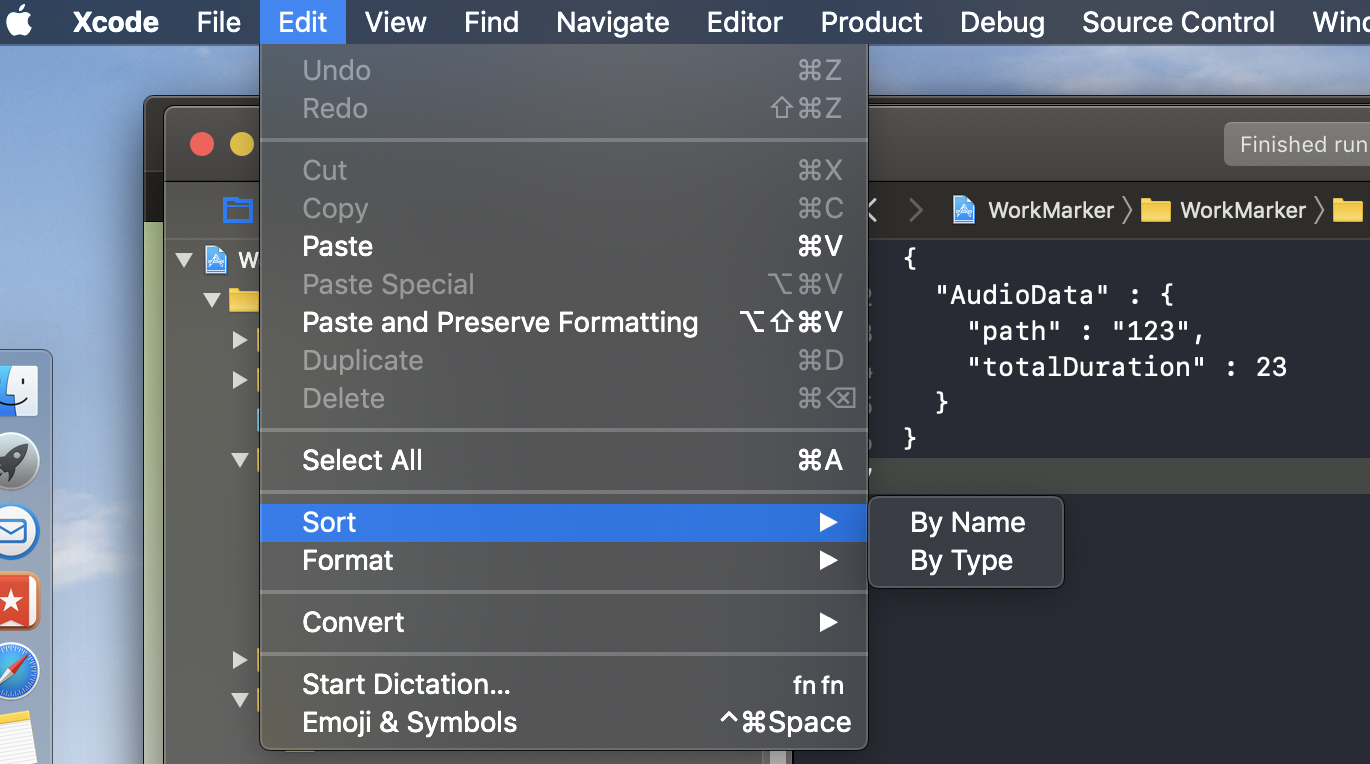 Xcode File Edit View Find Navigate Editor Product Debug Source Control
Undo ⌘Z
Redo ⇧⌘Z
Finished
Cut ⌘X
Copy ⌘C
WorkMarker 〉 WorkMarker 〉
Paste ⌘V
{
Paste Special ⌥⌘V
"AudioData" : {
Paste and Preserve Formatting ⌥⇧⌘V
"path" : "123",
Duplicate ⌘D
"totalDuration" : 23
Delete ⌘⌫
}
}
Select All ⌘A
Sort ▶
By Name
Format ▶
By Type
Convert ▶
Start Dictation... fn fn
Emoji & Symbols ^⌘Space